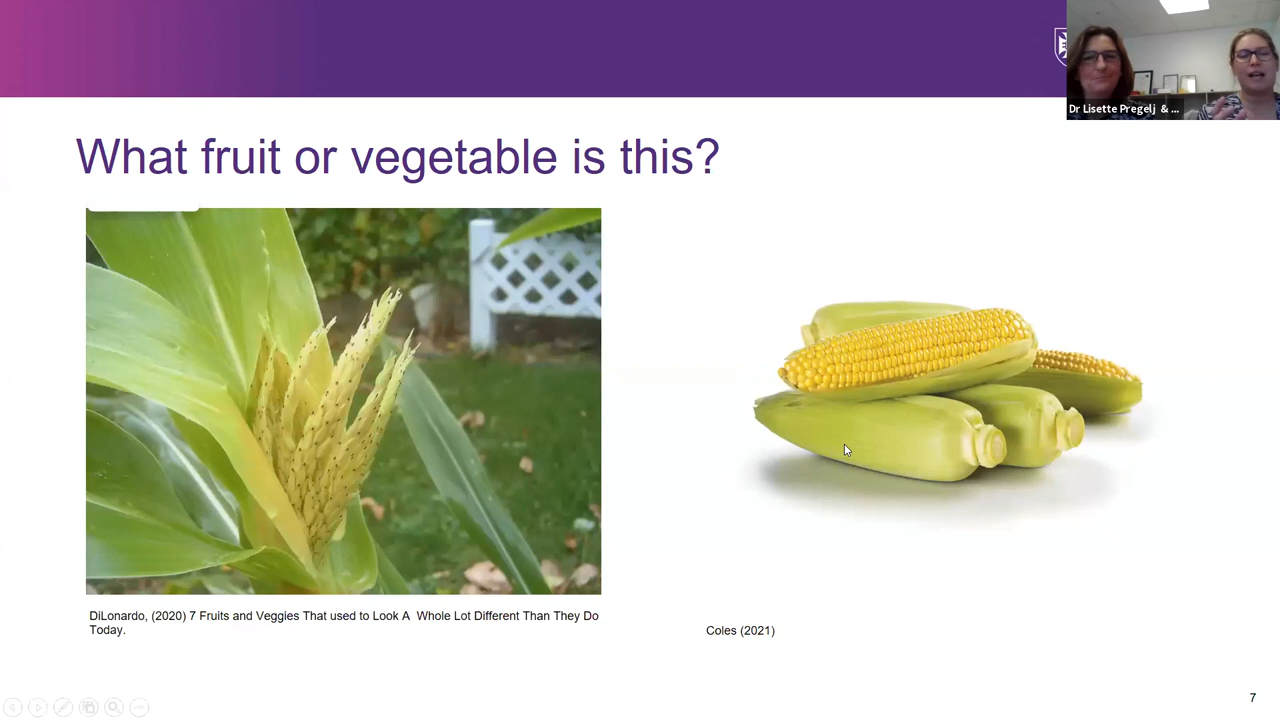 Dr Lisette Pregelj & ...
What fruit or vegetable is this?
DiLonardo, (2020) 7 Fruits and Veggies That used to Look A  Whole Lot Different Than They Do
Today.
Coles (2021)
7